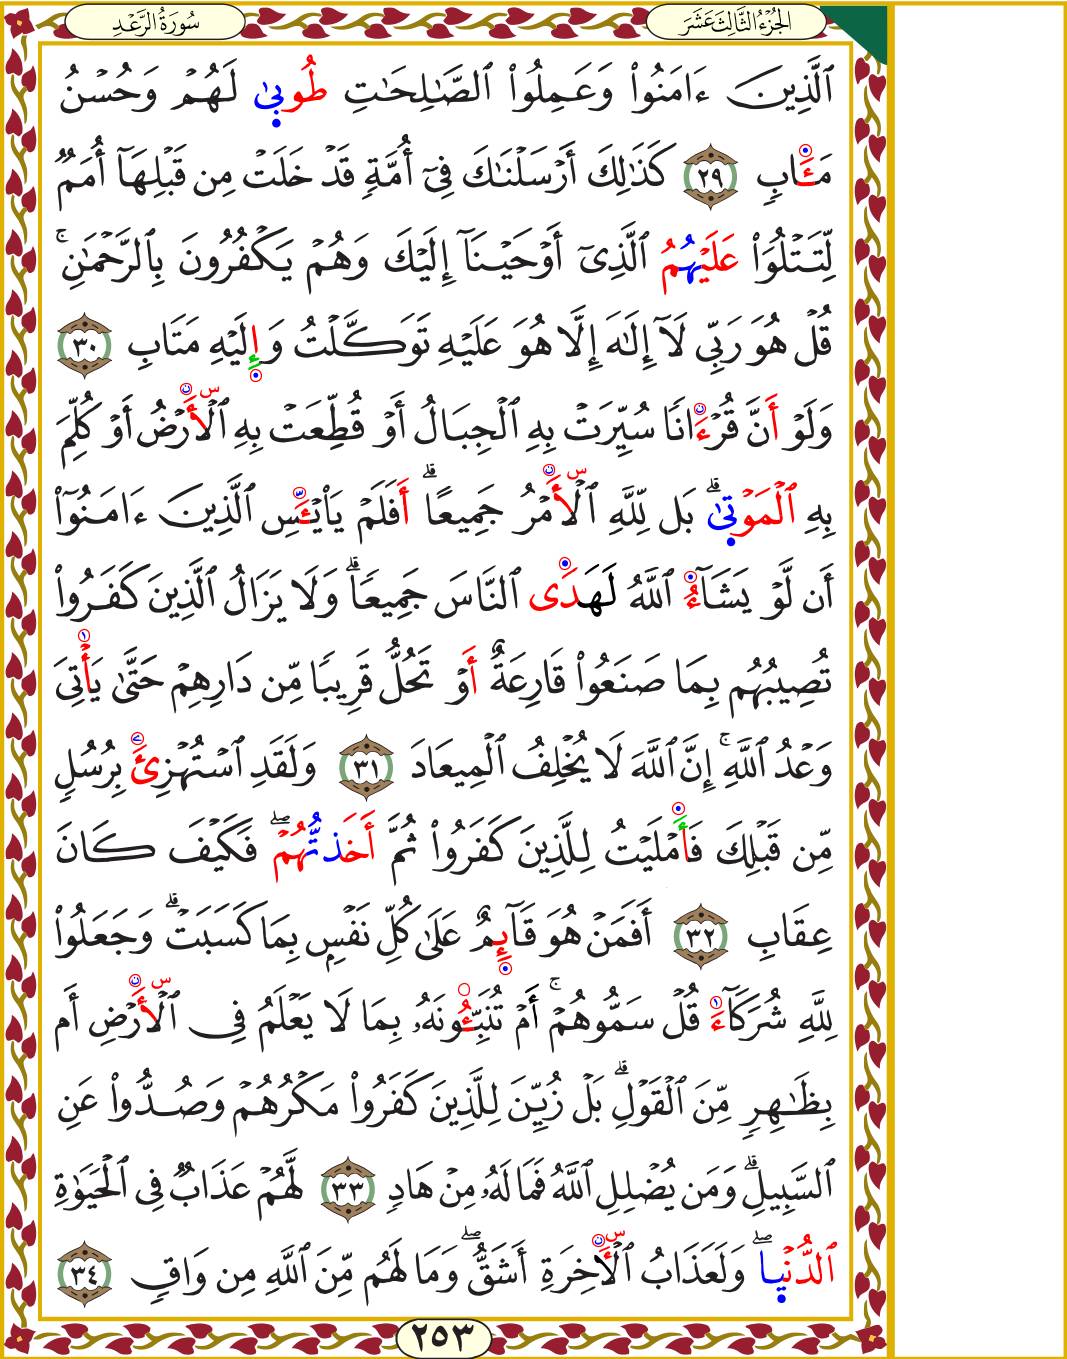 سُورَةُ الرَّعْدِ
الجُزْءُ الثَّالِثَ عَشَرَ
ٱلَّذِينَ ءَامَنُوا۟ وَعَمِلُوا۟ ٱلصَّـٰلِحَـٰتِ طُوبَىٰ لَهُمْ وَحُسْنُ
مَـَٔابٍ ٢٩ كَذَٰلِكَ أَرْسَلْنَـٰكَ فِىٓ أُمَّةٍ قَدْ خَلَتْ مِن قَبْلِهَآ أُمَمٌ
لِّتَتْلُوَا۟ عَلَيْهُمُ ٱلَّذِىٓ أَوْحَيْنَآ إِلَيْكَ وَهُمْ يَكْفُرُونَ بِٱلرَّحْمَـٰنِ ۚ
قُلْ هُوَ رَبِّى لَآ إِلَـٰهَ إِلَّا هُوَ عَلَيْهِ تَوَكَّلْتُ وَإِلَيْهِ مَتَابِ ٣٠
وَلَوْ أَنَّ قُرْءَانًا سُيِّرَتْ بِهِ ٱلْجِبَالُ أَوْ قُطِّعَتْ بِهِ ٱلْأَرْضُ أَوْ كُلِّمَ
بِهِ ٱلْمَوْتَىٰ ۗ بَل لِّلَّهِ ٱلْأَمْرُ جَمِيعًا ۗ أَفَلَمْ يَا۟يْـَٔسِ ٱلَّذِينَ ءَامَنُوٓا۟
أَن لَّوْ يَشَآءُ ٱللَّهُ لَهَدَى ٱلنَّاسَ جَمِيعًا ۗ وَلَا يَزَالُ ٱلَّذِينَ كَفَرُوا۟
تُصِيبُهُم بِمَا صَنَعُوا۟ قَارِعَةٌ أَوْ تَحُلُّ قَرِيبًا مِّن دَارِهِمْ حَتَّىٰ يَأْتِىَ
وَعْدُ ٱللَّهِ ۚ إِنَّ ٱللَّهَ لَا يُخْلِفُ ٱلْمِيعَادَ ٣١ وَلَقَدِ ٱسْتُهْزِئَ بِرُسُلٍ
مِّن قَبْلِكَ فَأَمْلَيْتُ لِلَّذِينَ كَفَرُوا۟ ثُمَّ أَخَذتُّهُمْ ۖ فَكَيْفَ كَانَ
عِقَابِ ٣٢ أَفَمَنْ هُوَ قَآئِمٌ عَلَىٰ كُلِّ نَفْسٍ بِمَا كَسَبَتْ ۗ وَجَعَلُوا۟
لِلَّهِ شُرَكَآءَ قُلْ سَمُّوهُمْ ۚ أَمْ تُنَبِّـُٔونَهُۥ بِمَا لَا يَعْلَمُ فِى ٱلْأَرْضِ أَم
بِظَـٰهِرٍ مِّنَ ٱلْقَوْلِ ۗ بَلْ زُيِّنَ لِلَّذِينَ كَفَرُوا۟ مَكْرُهُمْ وَصُدُّوا۟ عَنِ
ٱلسَّبِيلِ ۗ وَمَن يُضْلِلِ ٱللَّهُ فَمَا لَهُۥ مِنْ هَادٍ ٣٣ لَّهُمْ عَذَابٌ فِى ٱلْحَيَوٰةِ
ٱلدُّنْيَا ۖ وَلَعَذَابُ ٱلْـَٔاخِرَةِ أَشَقُّ ۖ وَمَا لَهُم مِّنَ ٱللَّهِ مِن وَاقٍ ٣٤
٢٥٣